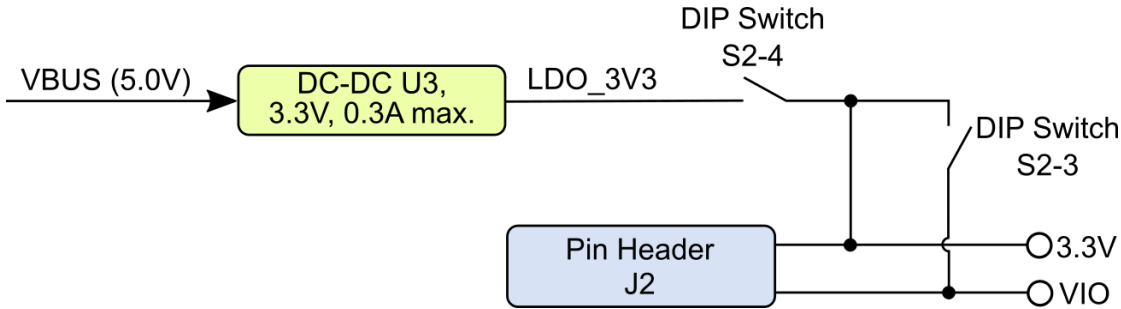 DIP Switch
S2-4
VBUS (5.0V)
DC-DC U3,
3.3V, 0.3A max.
LDO_3V3
DIP Switch
S2-3
Pin Header
J2
3.3V
VIO